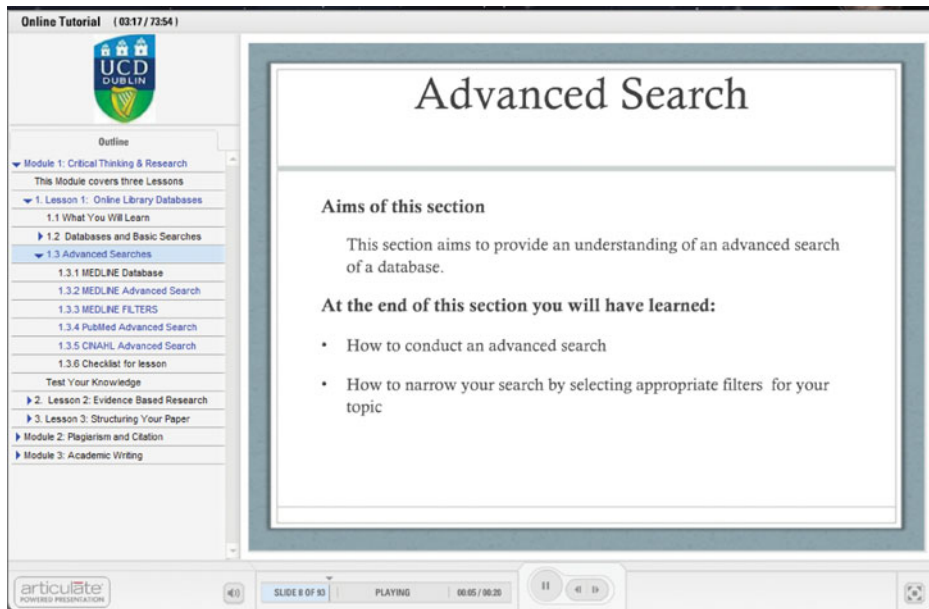 Online Tutorial (03:17 / 73:54)
UCD
DUBLIN
Outline
Module 1: Critical Thinking & Research
This Module covers three Lessons
1. Lesson 1: Online Library Databases
1.1 What You Will Learn
1.2 Databases and Basic Searches
1.3 Advanced Searches
1.3.1 MEDLINE Database
1.3.2 MEDLINE Advanced Search
1.3.3 MEDLINE FILTERS
1.3.4 PubMed Advanced Search
1.3.5 CINAHL Advanced Search
1.3.6 Checklist for lesson
Test Your Knowledge
2. Lesson 2: Evidence Based Research
3. Lesson 3: Structuring Your Paper
Module 2: Plagiarism and Citation
Module 3: Academic Writing
Advanced Search
Aims of this section
This section aims to provide an understanding of an advanced search
of a database.
At the end of this section you will have learned:
• How to conduct an advanced search
• How to narrow your search by selecting appropriate filters for your
topic
articulate
POWERED PRESENTATION
SLIDE 8 OF 93 PLAYING 00:05 / 00:20